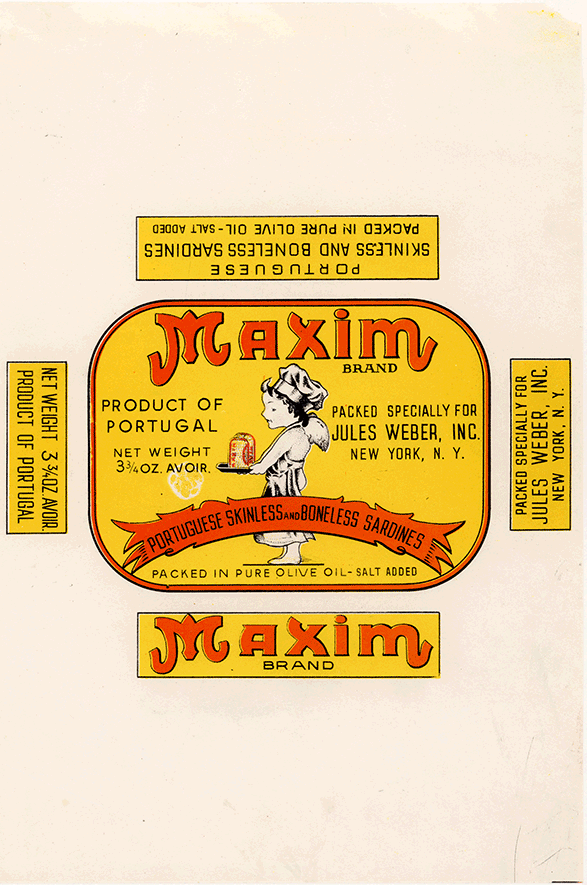 PORTUGUESE
SKINLESS AND BONELESS SARDINES
PACKED IN PURE OLIVE OIL - SALT ADDED
Maxim
BRAND
PRODUCT OF
PORTUGAL
NET WEIGHT
3¾ OZ. AVOIR.
PACKED SPECIALLY FOR
JULES WEBER, INC.
NEW YORK, N. Y.
PORTUGUESE SKINLESS AND BONELESS SARDINES
PACKED IN PURE OLIVE OIL - SALT ADDED
NET WEIGHT 3¾OZ AVOIR.
PRODUCT OF PORTUGAL
PACKED SPECIALLY FOR
JULES WEBER, INC.
NEW YORK, N. Y.
Maxim
BRAND